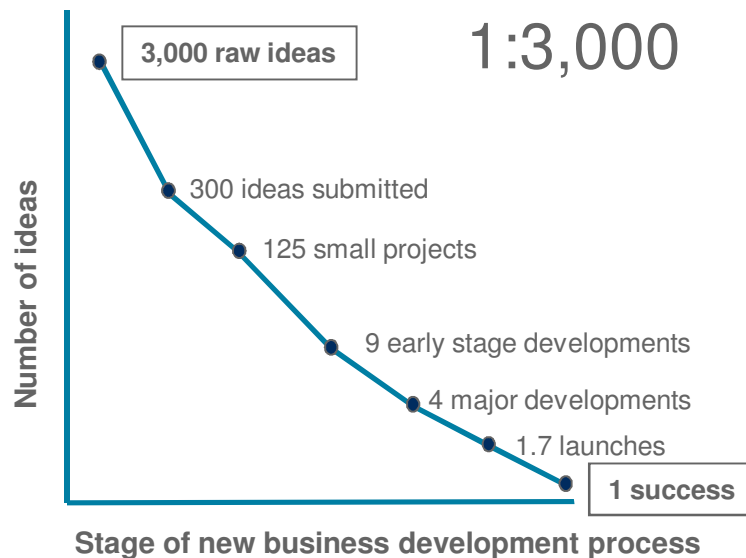 3,000 raw ideas
1:3,000
300 ideas submitted
125 small projects
9 early stage developments
4 major developments
1.7 launches
1 success
Number of ideas
Stage of new business development process